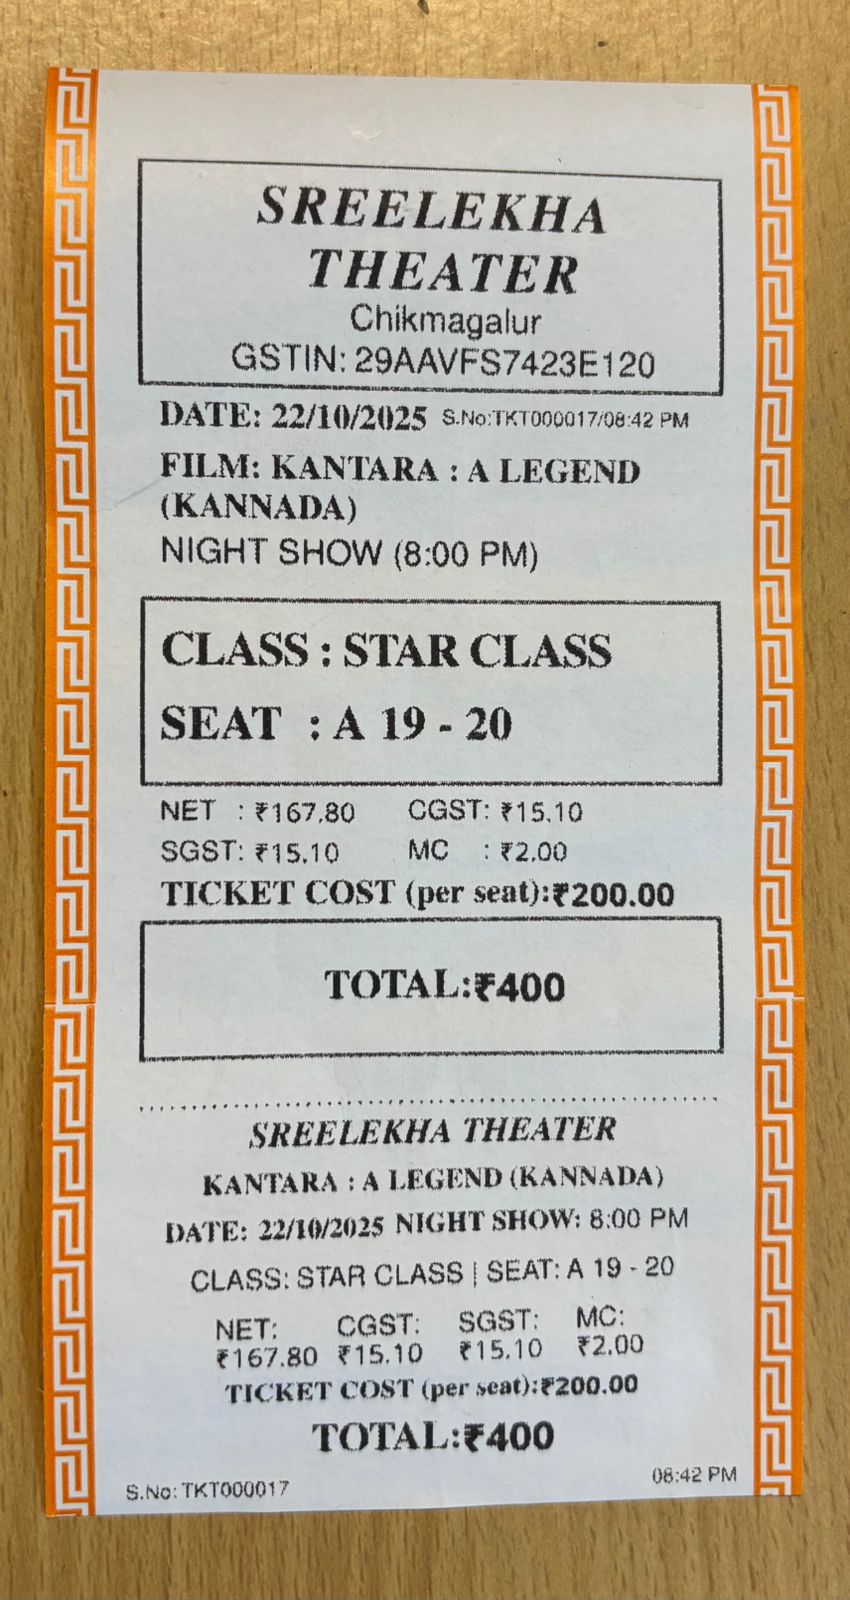 SREELEKHA
THEATER
Chikmagalur
GSTIN: 29AAVFS7423E120
DATE: 22/10/2025 S.No:TKT000017/08:42 PM
FILM: KANTARA : A LEGEND
(KANNADA)
NIGHT SHOW (8:00 PM)
CLASS : STAR CLASS
SEAT : A 19 - 20
NET : ₹167.80 CGST: ₹15.10
SGST: ₹15.10 MC : ₹2.00
TICKET COST (per seat):₹200.00
TOTAL:₹400
SREELEKHA THEATER
KANTARA : A LEGEND (KANNADA)
DATE: 22/10/2025 NIGHT SHOW: 8:00 PM
CLASS: STAR CLASS | SEAT: A 19 - 20
NET: CGST: SGST: MC:
₹167.80 ₹15.10 ₹15.10 ₹2.00
TICKET COST (per seat):₹200.00
TOTAL:₹400
S.No: TKT000017 08:42 PM